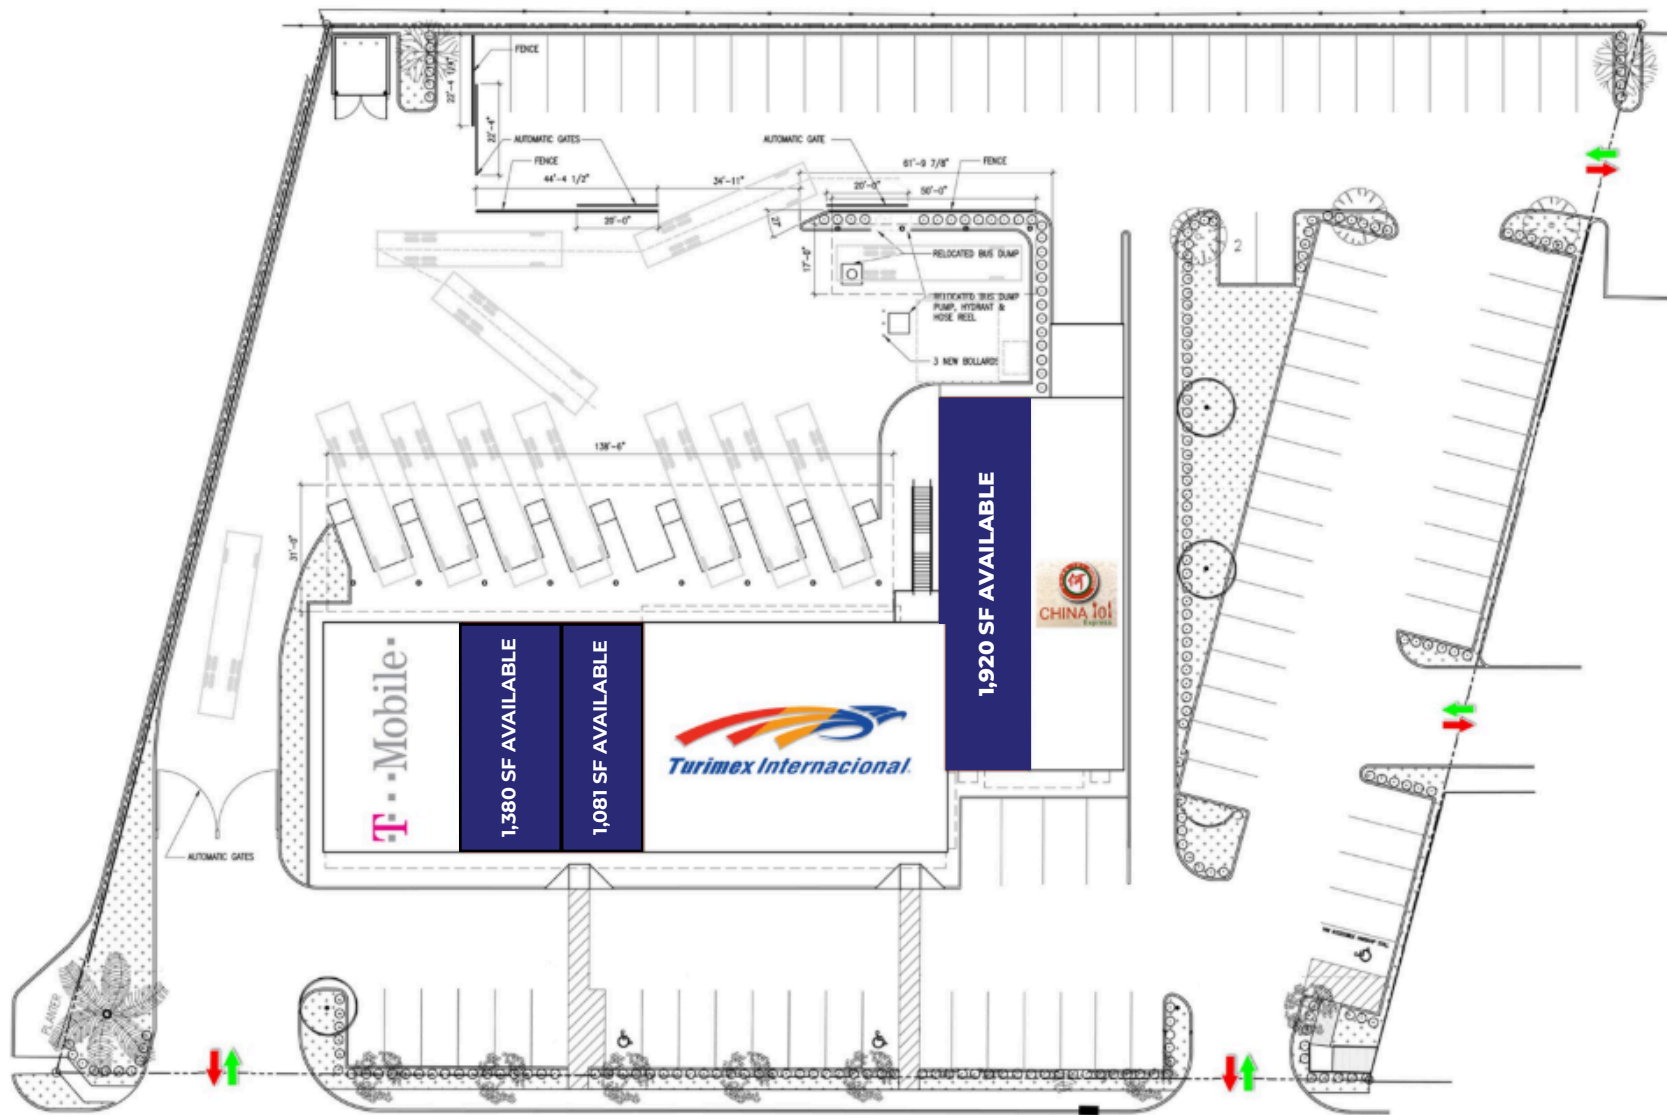 FENCE
22'-4 1/4"
22'-4"
AUTOMATIC GATES
AUTOMATIC GATE
FENCE
61'-9 7/8"
FENCE
44'-4 1/2"
34'-11"
20'-0"
50'-0"
20'-0"
27'
17'-0"
2
RELOCATED BUS DUMP
RELOCATED BUS DUMP
PUMP, HYDRANT &
HOSE REEL
3 NEW BOLLARDS
138'-6"
31'-0"
1,920 SF AVAILABLE
何
CHINA 101
Express
T··Mobile·
1,380 SF AVAILABLE
1,081 SF AVAILABLE
Turimex Internacional
AUTOMATIC GATES
PLANTER